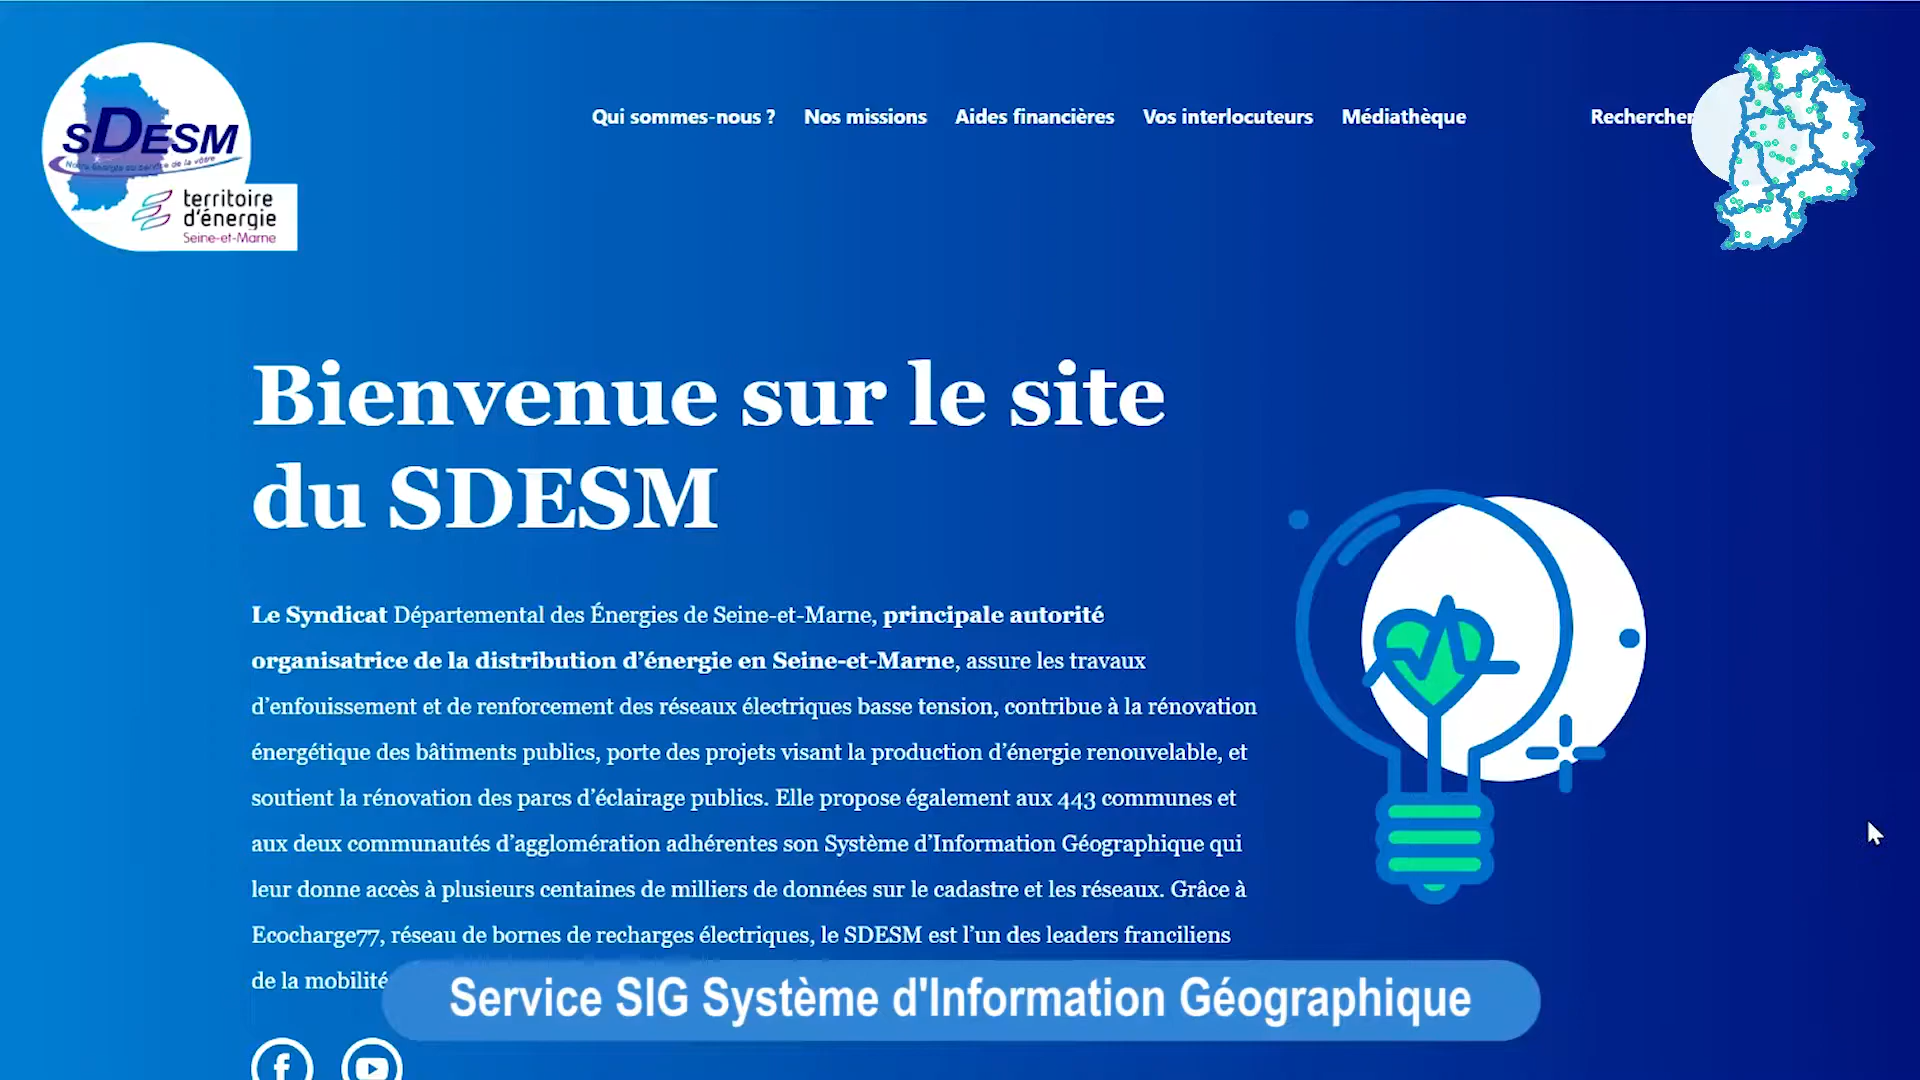 SDESM
Notre énergie au service de la vôtre
territoire
d'énergie
Seine-et-Marne
Qui sommes-nous ?
Nos missions
Aides financières
Vos interlocuteurs
Médiathèque
Rechercher
Bienvenue sur le site
du SDESM
Le Syndicat Départemental des Énergies de Seine-et-Marne, principale autorité
organisatrice de la distribution d’énergie en Seine-et-Marne, assure les travaux
d’enfouissement et de renforcement des réseaux électriques basse tension, contribue à la rénovation
énergétique des bâtiments publics, porte des projets visant la production d’énergie renouvelable, et
soutient la rénovation des parcs d’éclairage publics. Elle propose également aux 443 communes et
aux deux communautés d’agglomération adhérentes son Système d’Information Géographique qui
leur donne accès à plusieurs centaines de milliers de données sur le cadastre et les réseaux. Grâce à
Ecocharge77, réseau de bornes de recharges électriques, le SDESM est l’un des leaders franciliens
de la mobilité
Service SIG Système d'Information Géographique